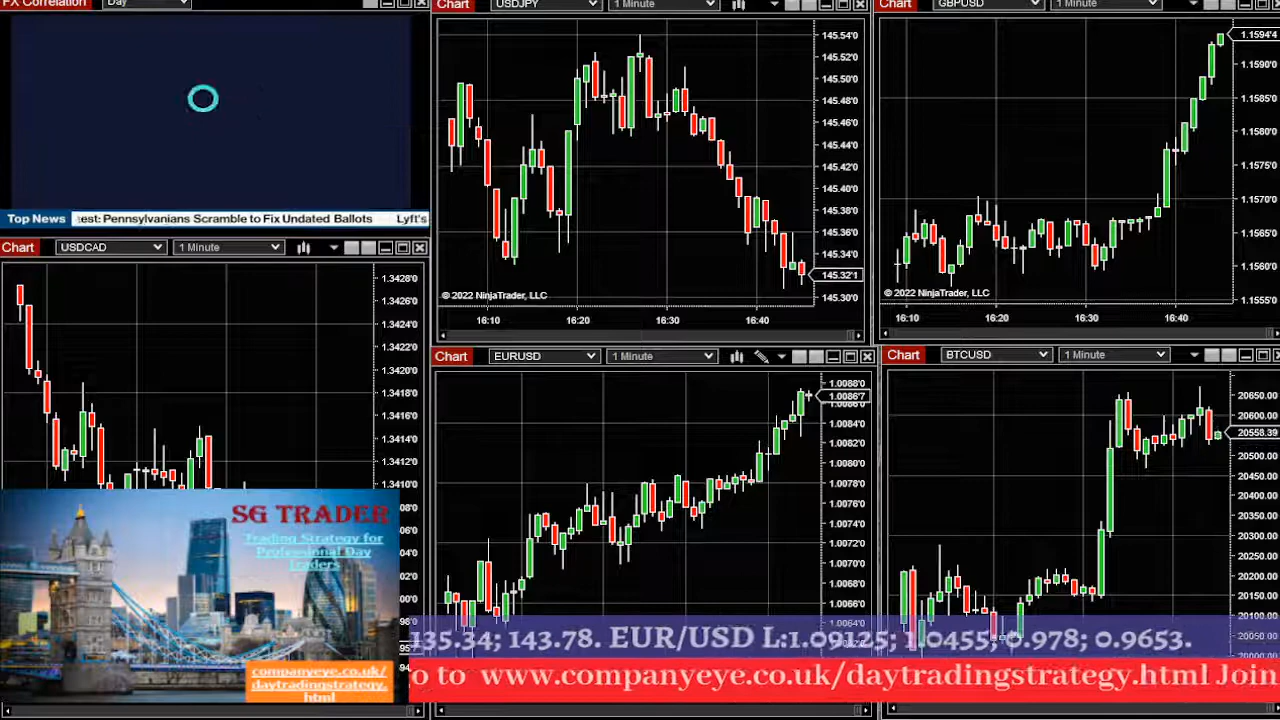 FX Correlation Day
Top News test: Pennsylvanians Scramble to Fix Undated Ballots Lyft's
Chart USDJPY 1 Minute
145.54'0
145.52'0
145.50'0
145.48'0
145.46'0
145.44'0
145.42'0
145.40'0
145.38'0
145.36'0
145.34'0
145.32'1
145.30'0
© 2022 NinjaTrader, LLC
16:10 16:20 16:30 16:40
Chart GBPUSD 1 Minute
1.1594'4
1.1590'0
1.1585'0
1.1580'0
1.1575'0
1.1570'0
1.1565'0
1.1560'0
1.1555'0
© 2022 NinjaTrader, LLC
16:10 16:20 16:30 16:40
Chart USDCAD 1 Minute
1.3428'0
1.3426'0
1.3424'0
1.3422'0
1.3420'0
1.3418'0
1.3416'0
1.3414'0
1.3412'0
SG TRADER
Trading Strategy for
Professional Day
Traders
companyeye.co.uk/
daytradingstrategy.
html
Chart EURUSD 1 Minute
1.0088'0
1.0086'7
1.0086'0
1.0084'0
1.0082'0
1.0080'0
1.0078'0
1.0076'0
1.0074'0
1.0072'0
1.0070'0
1.0068'0
1.0066'0
1.0064'0
Chart BTCUSD 1 Minute
20650.00
20600.00
20558.39
20500.00
20450.00
20400.00
20350.00
20300.00
20250.00
20200.00
20150.00
20100.00
20050.00
135.34; 143.78. EUR/USD L:1.09125; 1.0455; 0.978; 0.9653.
o to www.companyeye.co.uk/daytradingstrategy.html Join